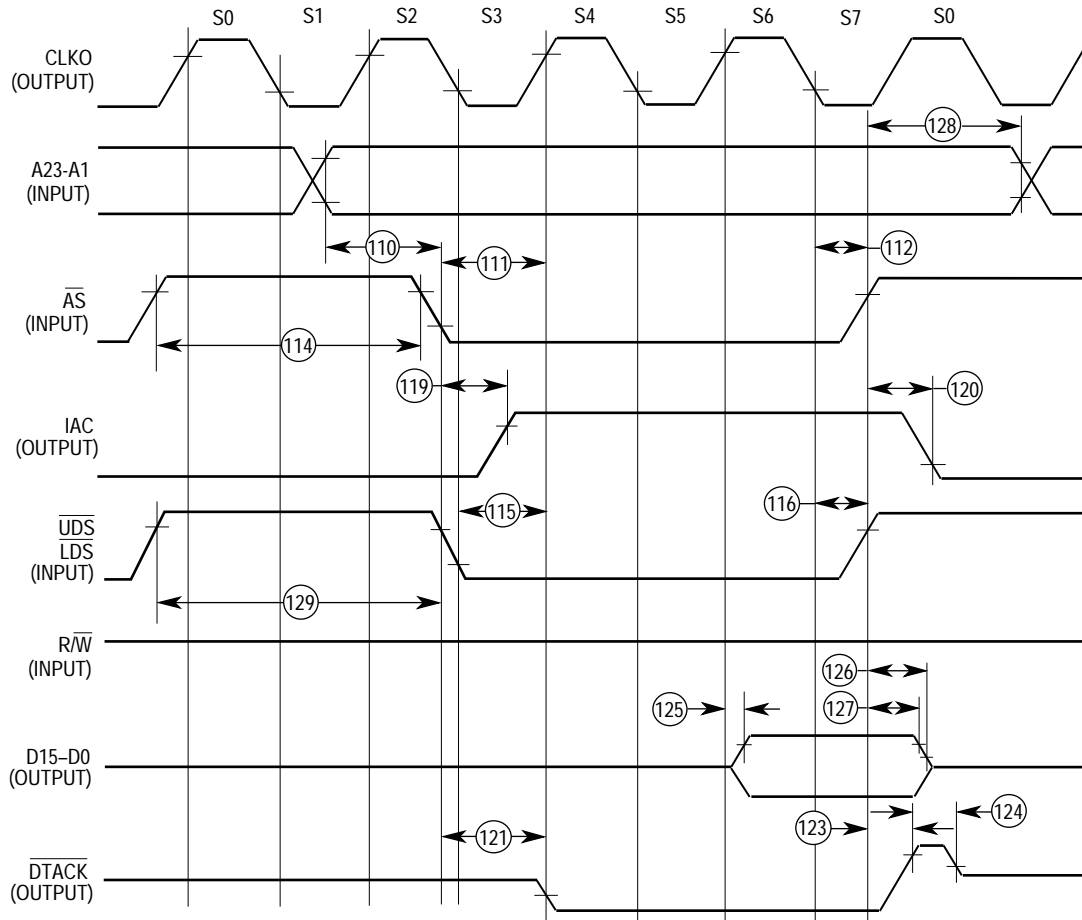 S0 S1 S2 S3 S4 S5 S6 S7 S0
CLKO
(OUTPUT)
128
A23-A1
(INPUT)
110
111
112
AS
(INPUT)
114
119
120
IAC
(OUTPUT)
115
116
UDS
LDS
(INPUT)
129
R/W
(INPUT)
126
125
127
D15–D0
(OUTPUT)
124
123
121
DTACK
(OUTPUT)